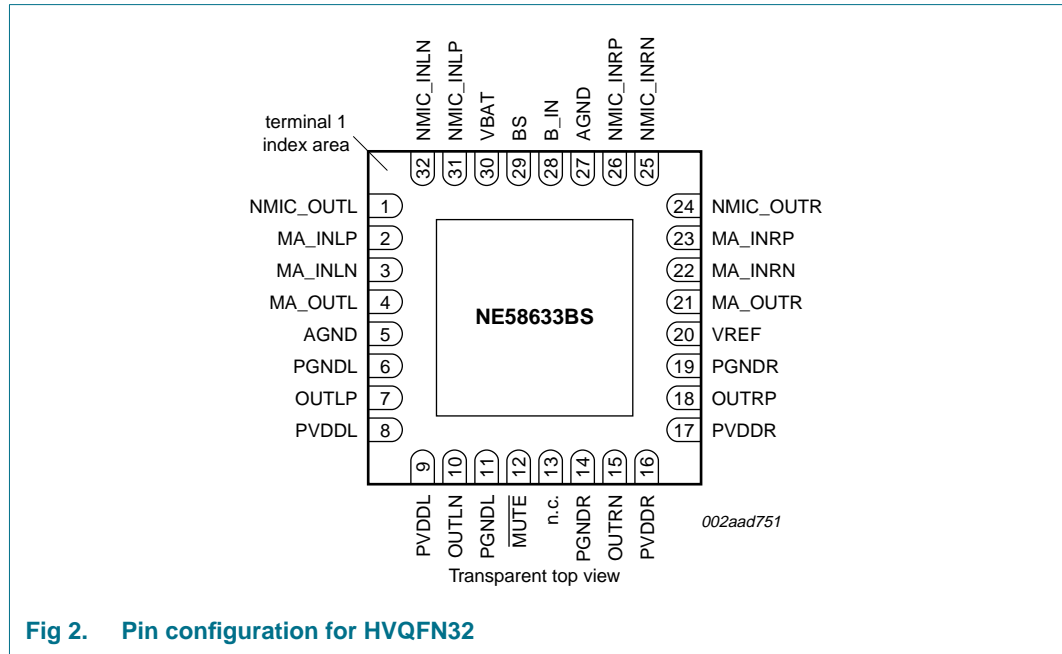 NMIC_INLN
NMIC_INLP
VBAT
BS
B_IN
AGND
NMIC_INRP
NMIC_INRN
terminal 1
index area
32
31
30
29
28
27
26
25
NMIC_OUTL 1
MA_INLP 2
MA_INLN 3
MA_OUTL 4
AGND 5
PGNDL 6
OUTLP 7
PVDDL 8
NE58633BS
24 NMIC_OUTR
23 MA_INRP
22 MA_INRN
21 MA_OUTR
20 VREF
19 PGNDR
18 OUTRP
17 PVDDR
9
10
11
12
13
14
15
16
PVDDL
OUTLN
PGNDL
MUTE
n.c.
PGNDR
OUTRN
PVDDR
002aad751
Transparent top view
Fig 2. Pin configuration for HVQFN32